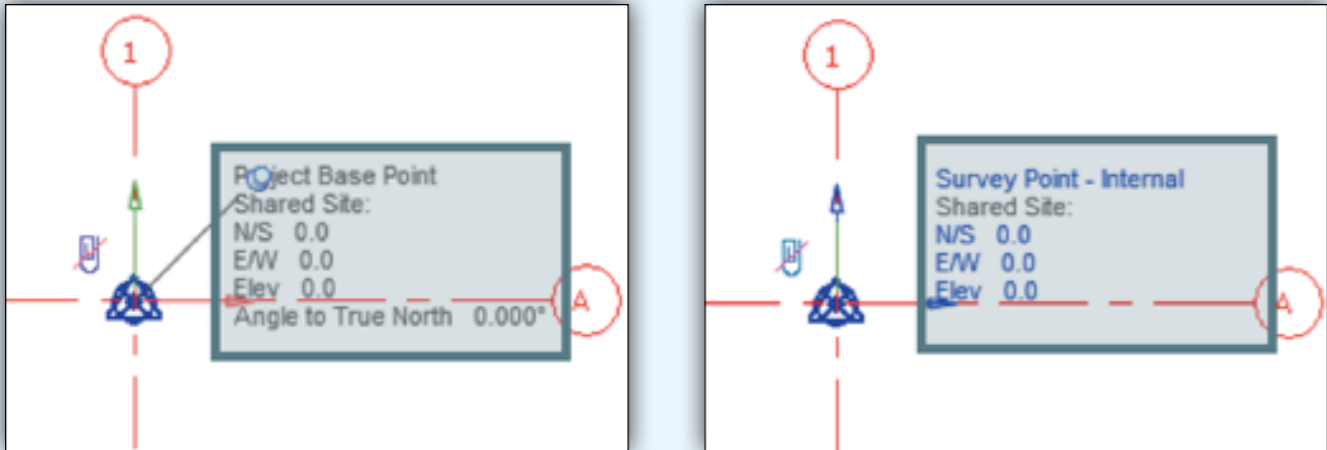 1
Project Base Point
Shared Site:
N/S 0.0
E/W 0.0
Elev 0.0
Angle to True North 0.000°
A
1
Survey Point - Internal
Shared Site:
N/S 0.0
E/W 0.0
Elev 0.0
A